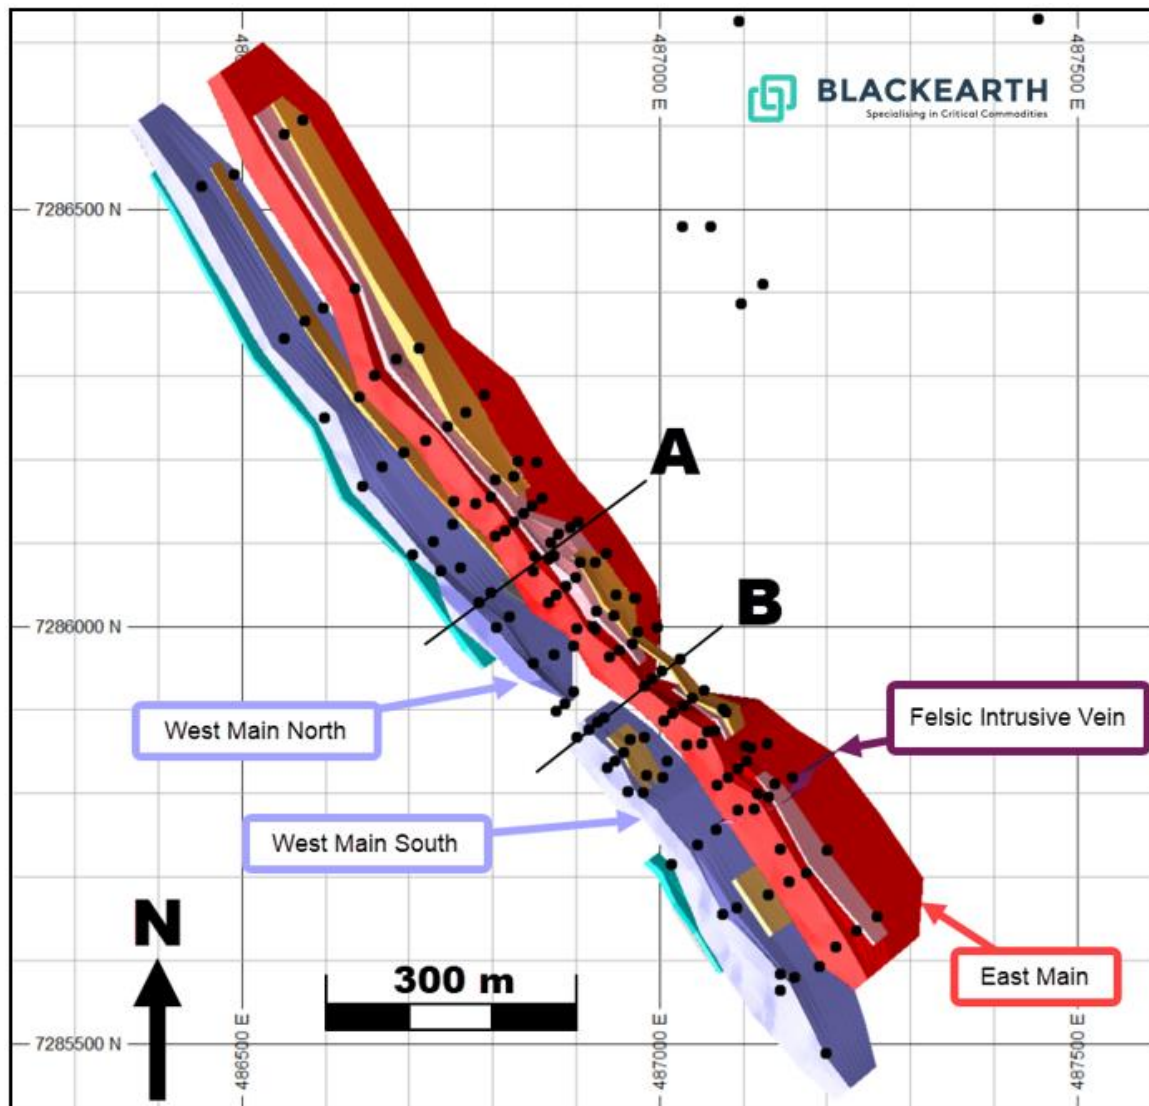 487000 E
487500 E
BLACKEARTH
Specialising in Critical Commodities
7286500 N
A
7286000 N
B
West Main North
Felsic Intrusive Vein
West Main South
N
300 m
East Main
7285500 N
486500 E
487000 E
487500 E